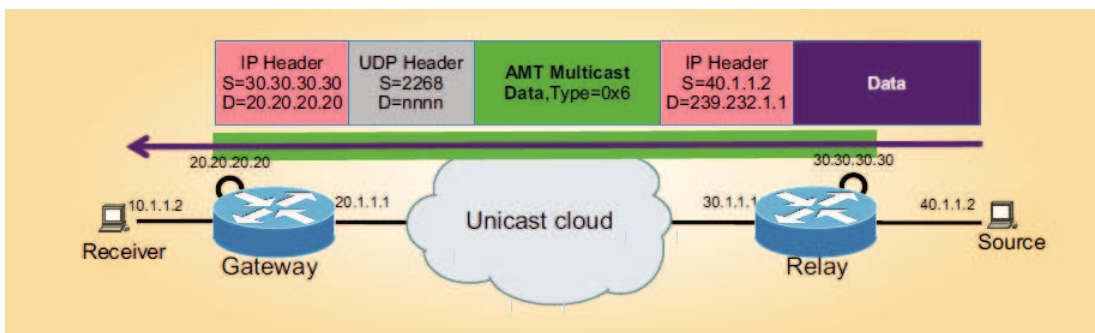 IP Header
S=30.30.30.30
D=20.20.20.20
UDP Header
S=2268
D=nnnn
AMT Multicast
Data,Type=0x6
IP Header
S=40.1.1.2
D=239.232.1.1
Data
20.20.20.20
30.30.30.30
10.1.1.2
20.1.1.1
Unicast cloud
30.1.1.1
40.1.1.2
Receiver
Gateway
Relay
Source